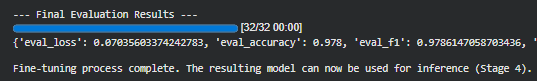 --- Final Evaluation Results ---
[32/32 00:00]
{'eval_loss': 0.07035603374242783, 'eval_accuracy': 0.978, 'eval_f1': 0.9786147058703436, '
Fine-tuning process complete. The resulting model can now be used for inference (Stage 4).